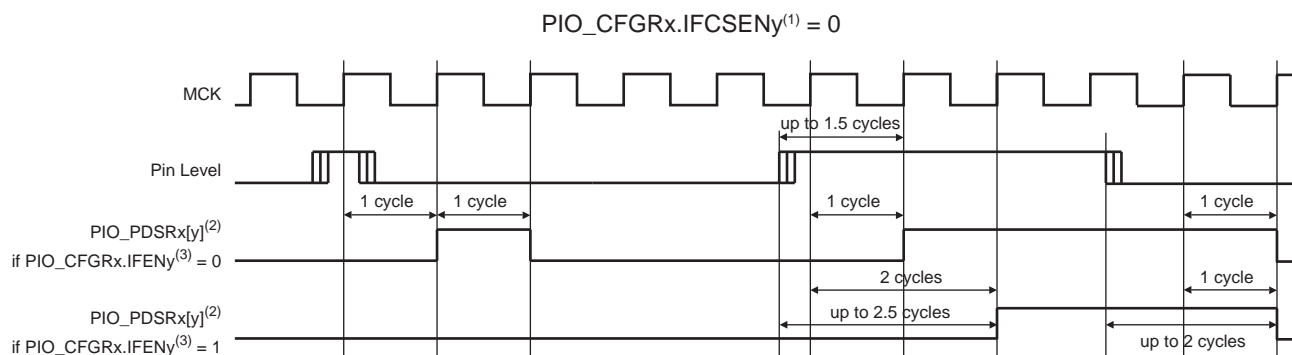 PIO_CFGRx.IFCSENy(1) = 0
MCK
up to 1.5 cycles
Pin Level
1 cycle 1 cycle 1 cycle 1 cycle
PIO_PDSRx[y](2)
if PIO_CFGRx.IFENy(3) = 0
2 cycles 1 cycle
PIO_PDSRx[y](2)
up to 2.5 cycles
if PIO_CFGRx.IFENy(3) = 1
up to 2 cycles